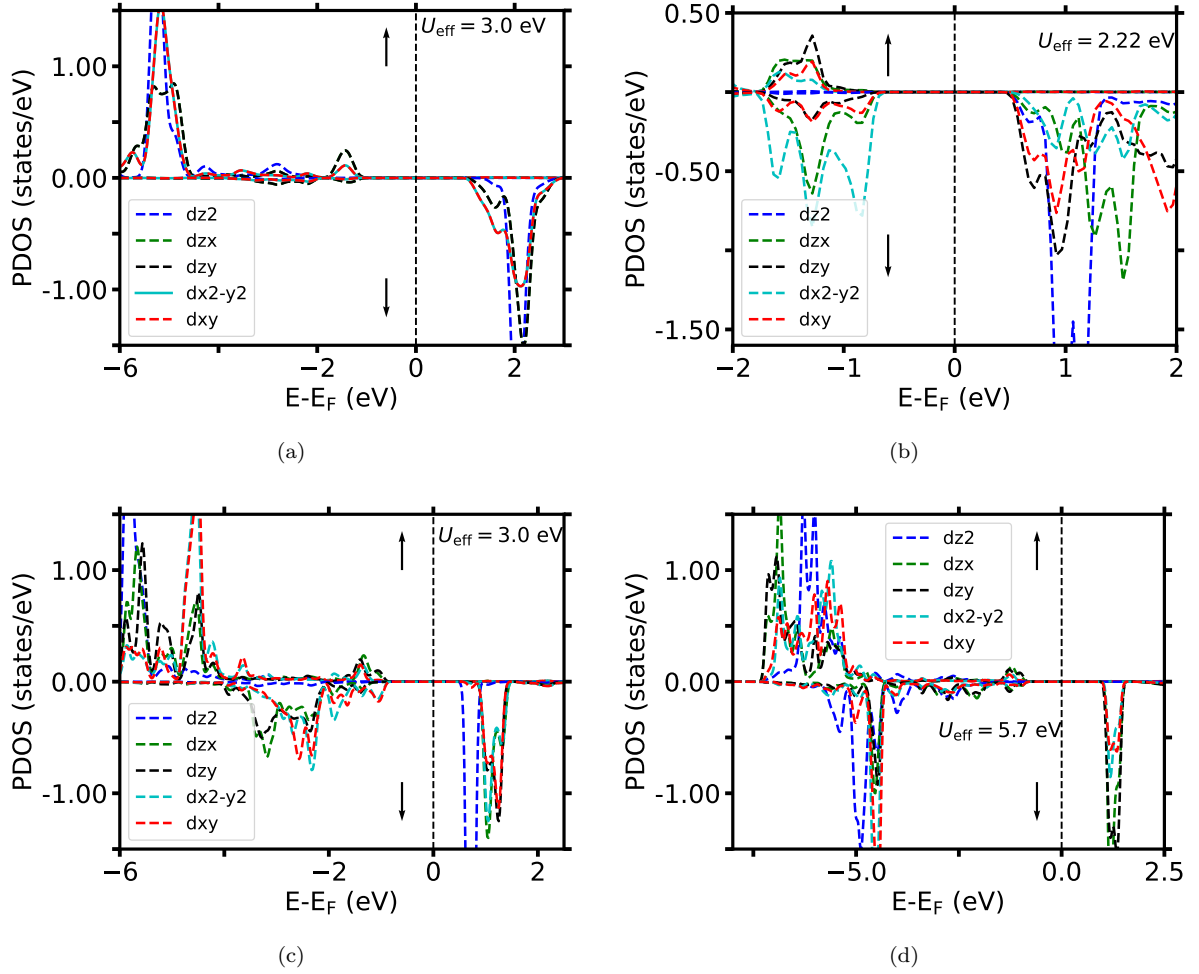 U_eff = 3.0 eV
PDOS (states/eV)
1.00
0.00
-1.00
dz2
dzx
dzy
dx2-y2
dxy
−6 −4 −2 0 2
E-E_F (eV)
(a)
U_eff = 2.22 eV
PDOS (states/eV)
0.50
-0.50
-1.50
dz2
dzx
dzy
dx2-y2
dxy
−2 −1 0 1 2
E-E_F (eV)
(b)
U_eff = 3.0 eV
PDOS (states/eV)
1.00
0.00
-1.00
dz2
dzx
dzy
dx2-y2
dxy
−6 −2 0 2
E-E_F (eV)
(c)
PDOS (states/eV)
1.00
0.00
-1.00
dz2
dzx
dzy
dx2-y2
dxy
U_eff = 5.7 eV
-5.0 0.0 2.5
E-E_F (eV)
(d)